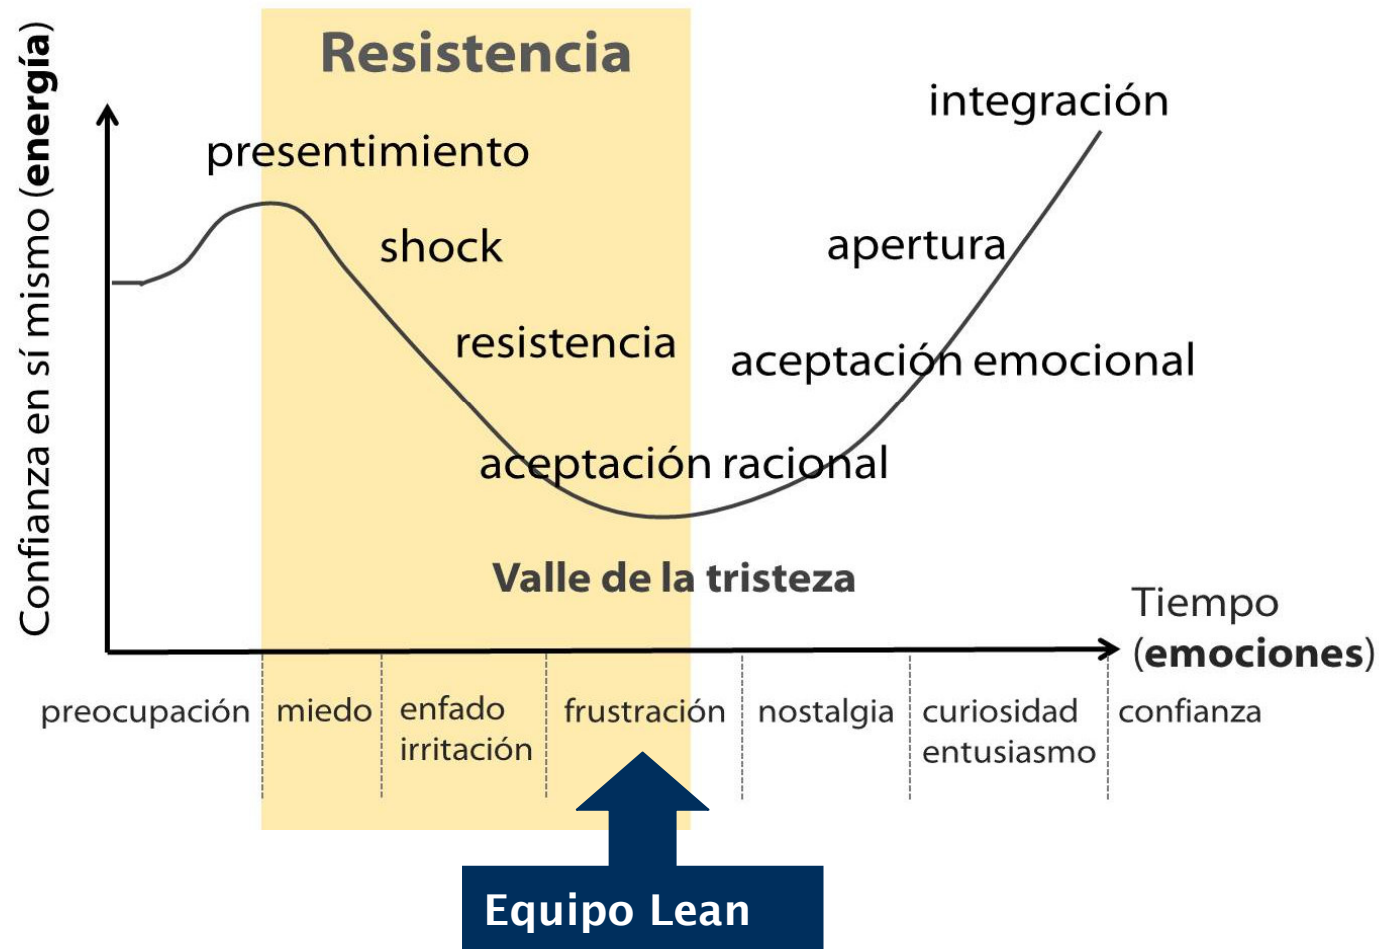 Resistencia
Confianza en sí mismo (energía)
integración
presentimiento
shock
apertura
resistencia
aceptación emocional
aceptación racional
Valle de la tristeza
Tiempo
(emociones)
preocupación
miedo
enfado
irritación
frustración
nostalgia
curiosidad
entusiasmo
confianza
Equipo Lean